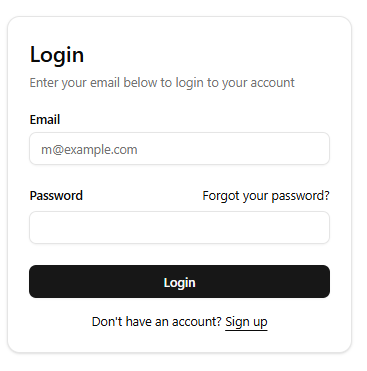 Login
Enter your email below to login to your account
Email
m@example.com
Password Forgot your password?
Login
Don't have an account? Sign up